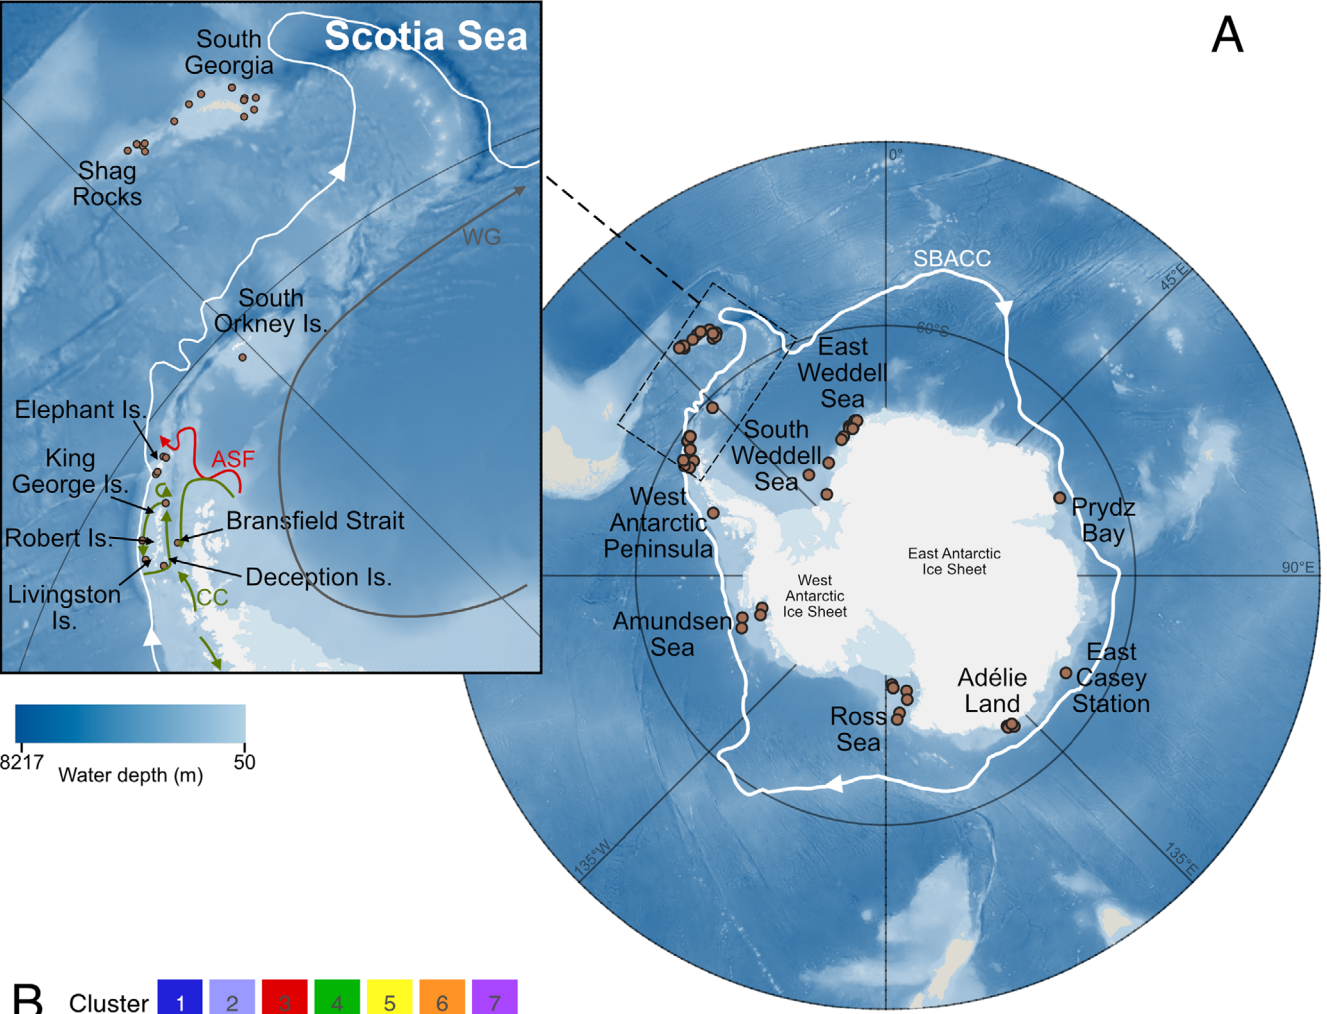 A
Scotia Sea
South
Georgia
Shag
Rocks
WG
South
Orkney Is.
Elephant Is.
King
George Is.
ASF
Robert Is.
Bransfield Strait
Deception Is.
Livingston
Is.
CC
0°
SBACC
45°E
60°S
East
Weddell
Sea
South
Weddell
Sea
West
Antarctic
Peninsula
Prydz
Bay
East Antarctic
Ice Sheet
90°E
West
Antarctic
Ice Sheet
Amundsen
Sea
East
Casey
Station
Adélie
Land
Ross
Sea
135°W
135°E
8217
50
Water depth (m)
B
Cluster 1 2 3 4 5 6 7